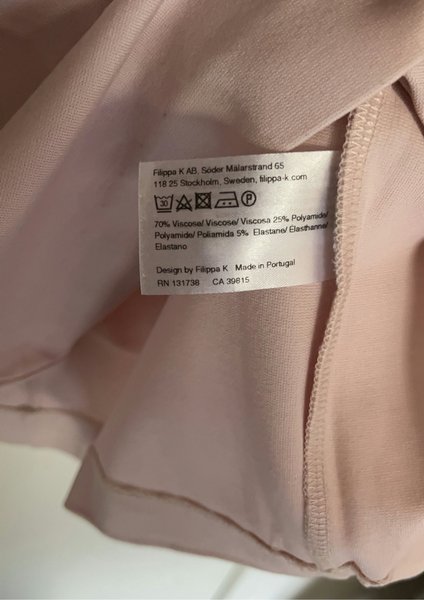 Filippa K AB, Söder Mälarstrand 65
118 25 Stockholm, Sweden, filippa-k.com
30 P
70% Viscose/ Viscose/ Viscosa 25% Polyamide/
Polyamide/ Poliamida 5% Elastane/ Elasthanne/
Elastano
Design by Filippa K Made in Portugal
RN 131738 CA 39815